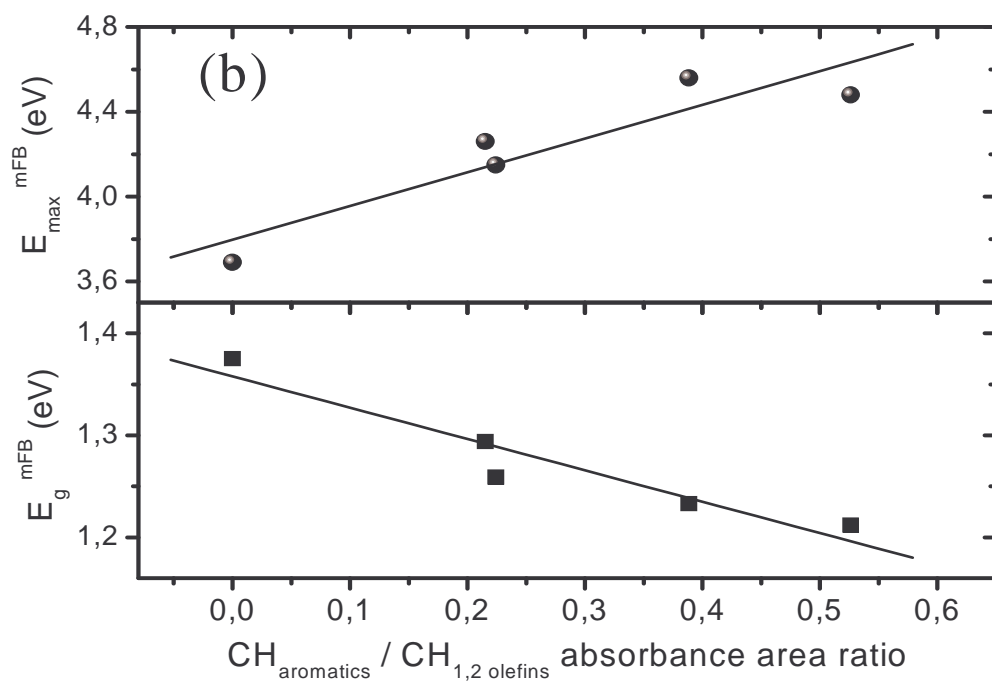 (b)
E_max^mFB (eV)
4,8
4,4
4,0
3,6
E_g^mFB (eV)
1,4
1,3
1,2
0,0 0,1 0,2 0,3 0,4 0,5 0,6
CH_aromatics / CH_1,2 olefins absorbance area ratio